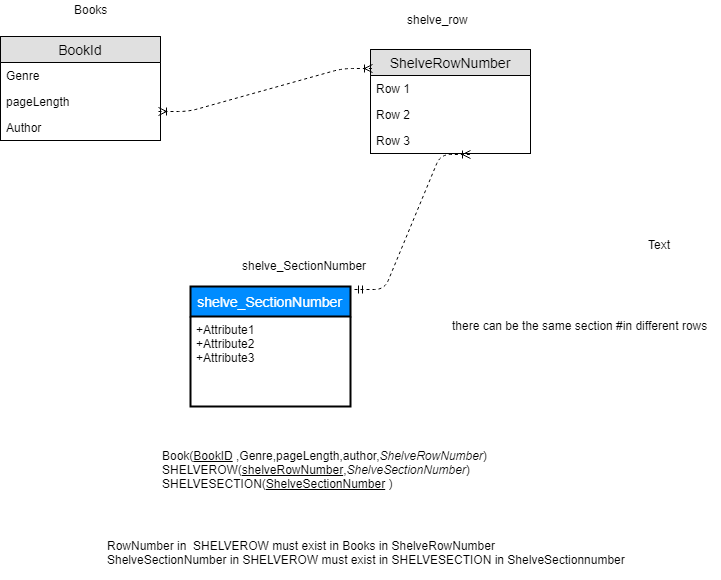 Books
shelve_row
BookId
Genre
pageLength
Author
ShelveRowNumber
Row 1
Row 2
Row 3
Text
shelve_SectionNumber
shelve_SectionNumber
+Attribute1
+Attribute2
+Attribute3
there can be the same section #in different rows
Book(BookID ,Genre,pageLength,author,ShelveRowNumber)
SHELVEROW(shelveRowNumber,ShelveSectionNumber)
SHELVESECTION(ShelveSectionNumber )
RowNumber in  SHELVEROW must exist in Books in ShelveRowNumber
ShelveSectionNumber in SHELVEROW must exist in SHELVESECTION in ShelveSectionnumber